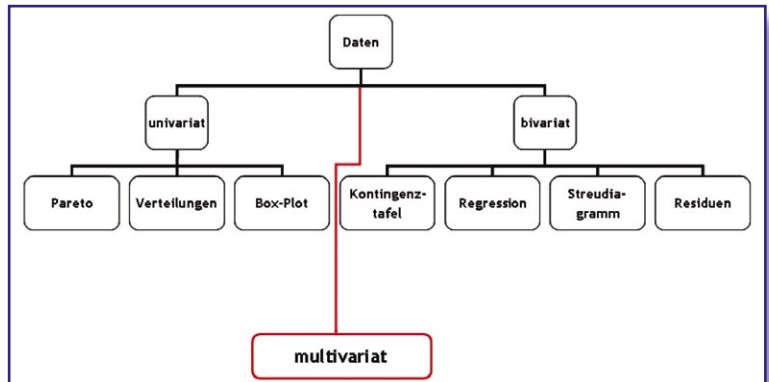 Daten
univariat
bivariat
Pareto
Verteilungen
Box-Plot
Kontingenz-
tafel
Regression
Streudia-
gramm
Residuen
multivariat